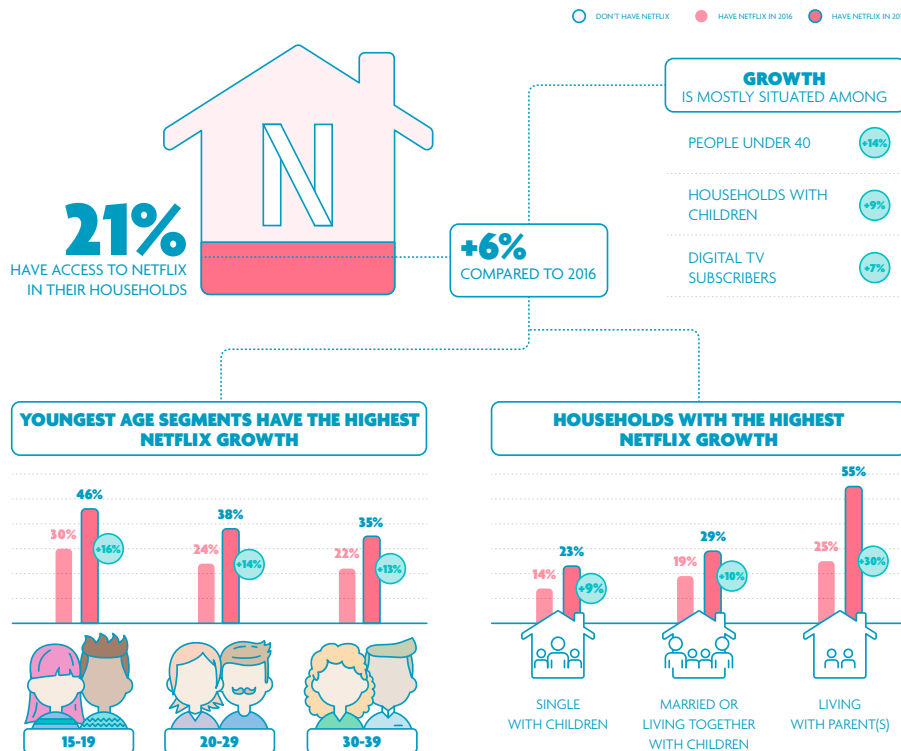 DON'T HAVE NETFLIX
HAVE NETFLIX IN 2016
HAVE NETFLIX IN
N
21%
HAVE ACCESS TO NETFLIX
IN THEIR HOUSEHOLDS
+6%
COMPARED TO 2016
GROWTH
IS MOSTLY SITUATED AMONG
PEOPLE UNDER 40
+14%
HOUSEHOLDS WITH
CHILDREN
+9%
DIGITAL TV
SUBSCRIBERS
+7%
YOUNGEST AGE SEGMENTS HAVE THE HIGHEST
NETFLIX GROWTH
30%
46%
+16%
24%
38%
+14%
22%
35%
+13%
15-19
20-29
30-39
HOUSEHOLDS WITH THE HIGHEST
NETFLIX GROWTH
14%
23%
+9%
19%
29%
+10%
25%
55%
+30%
SINGLE
WITH CHILDREN
MARRIED OR
LIVING TOGETHER
WITH CHILDREN
LIVING
WITH PARENT(S)